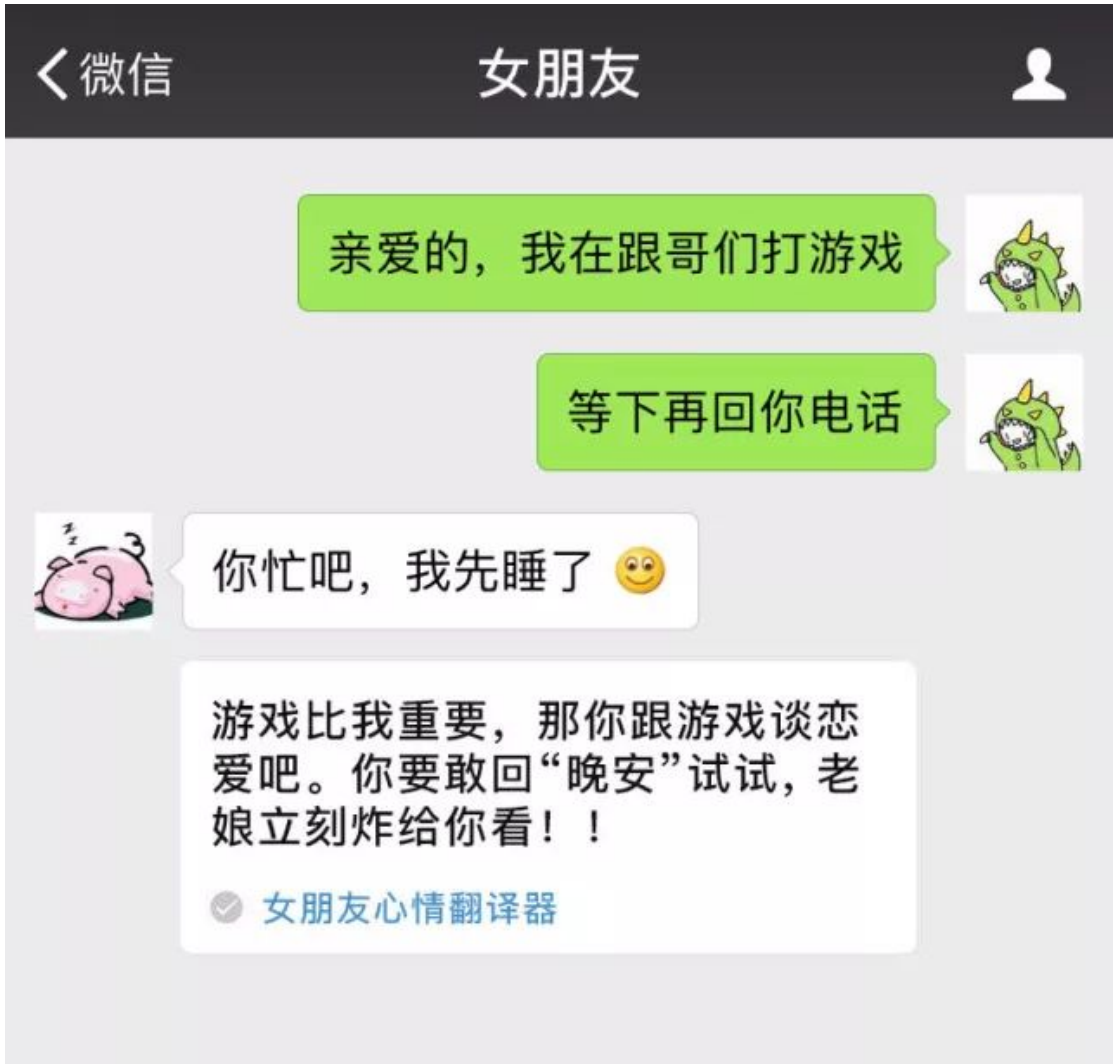 微信
女朋友
亲爱的，我在跟哥们打游戏
等下再回你电话
z
z
你忙吧，我先睡了
游戏比我重要，那你跟游戏谈恋
爱吧。你要敢回“晚安”试试，老
娘立刻炸给你看！！
女朋友心情翻译器